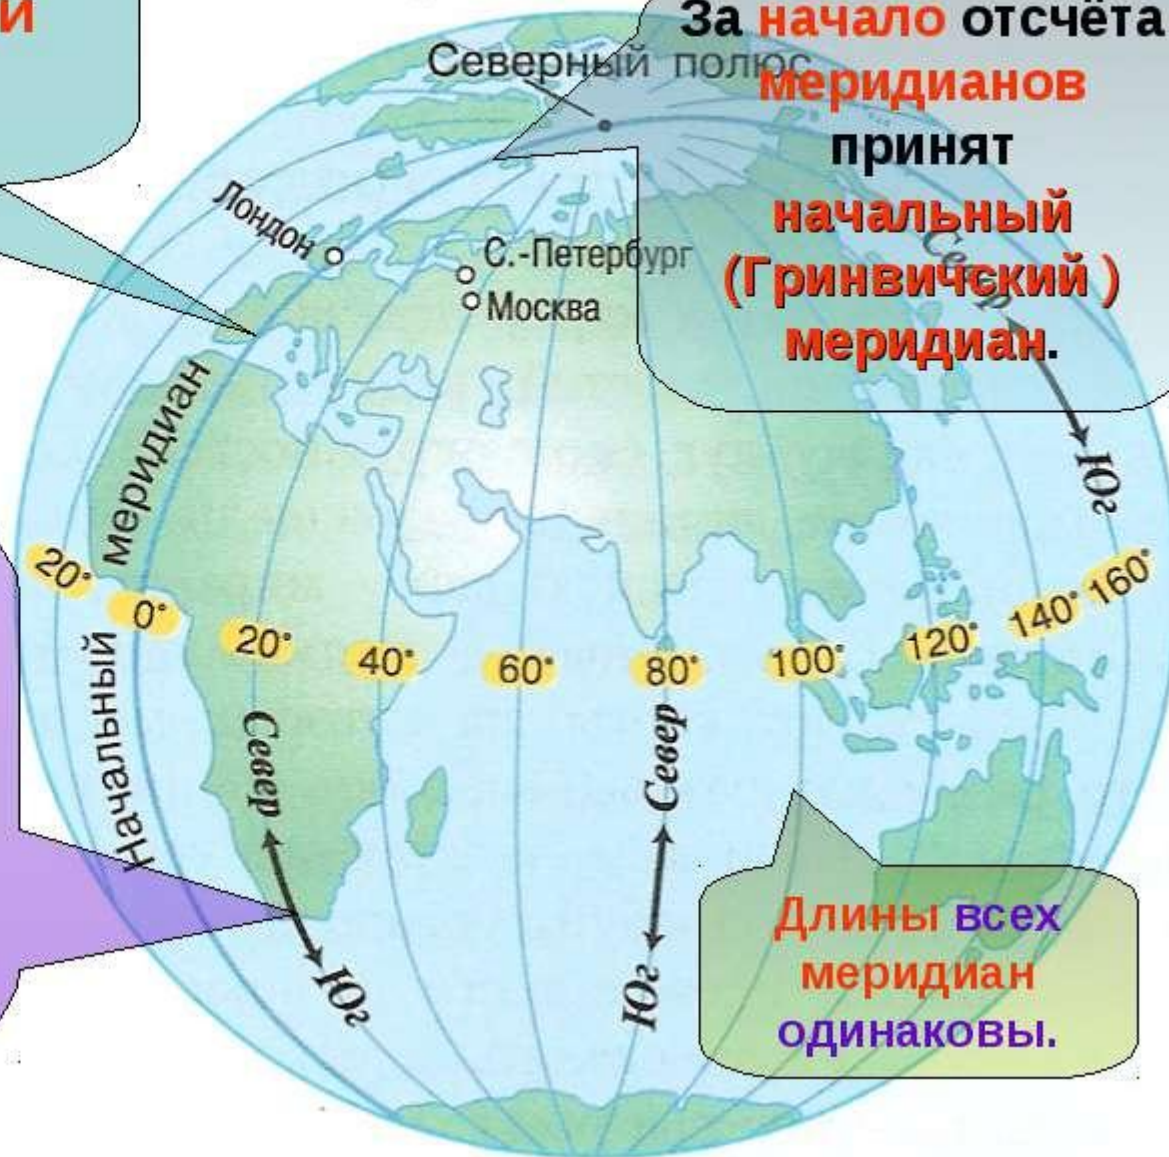 И
За начало отсчёта
меридианов
принят
начальный
(Гринвичский )
меридиан.
Северный полюс
Лондон
С.-Петербург
Москва
Север
Юг
меридиан
Начальный
20°
0°
20°
40°
60°
80°
100°
120°
140°
160°
Север
Юг
Север
Юг
Длины всех
меридиан
одинаковы.